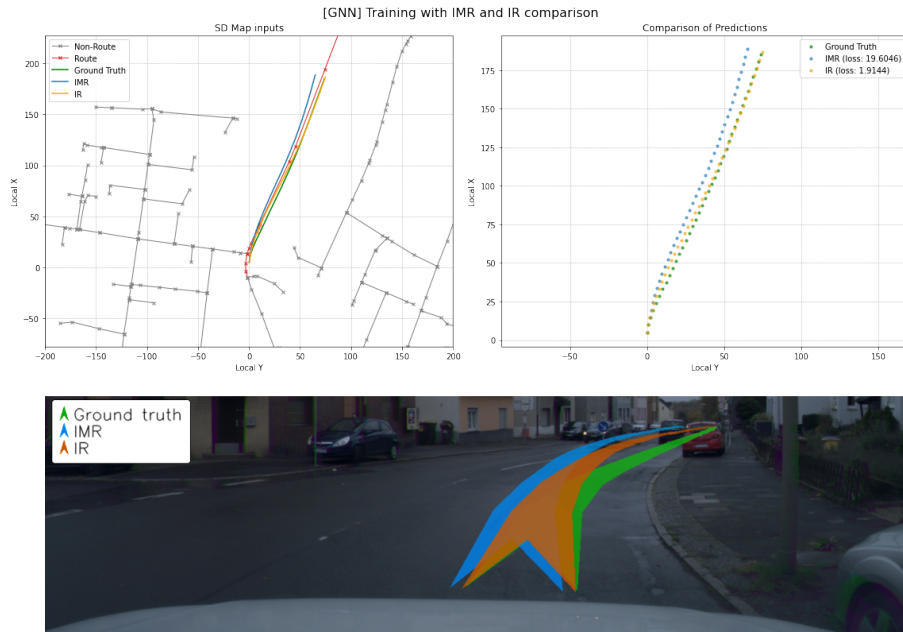 [GNN] Training with IMR and IR comparison
SD Map inputs
Non-Route
Route
Ground Truth
IMR
IR
200
150
100
50
0
−50
Local X
−200
−150
−100
−50
0
50
100
150
200
Local Y
Comparison of Predictions
Ground Truth
IMR (loss: 19.6046)
IR (loss: 1.9144)
175
150
125
100
75
50
25
0
Local X
−50
0
50
100
150
Local Y
Ground truth
IMR
IR